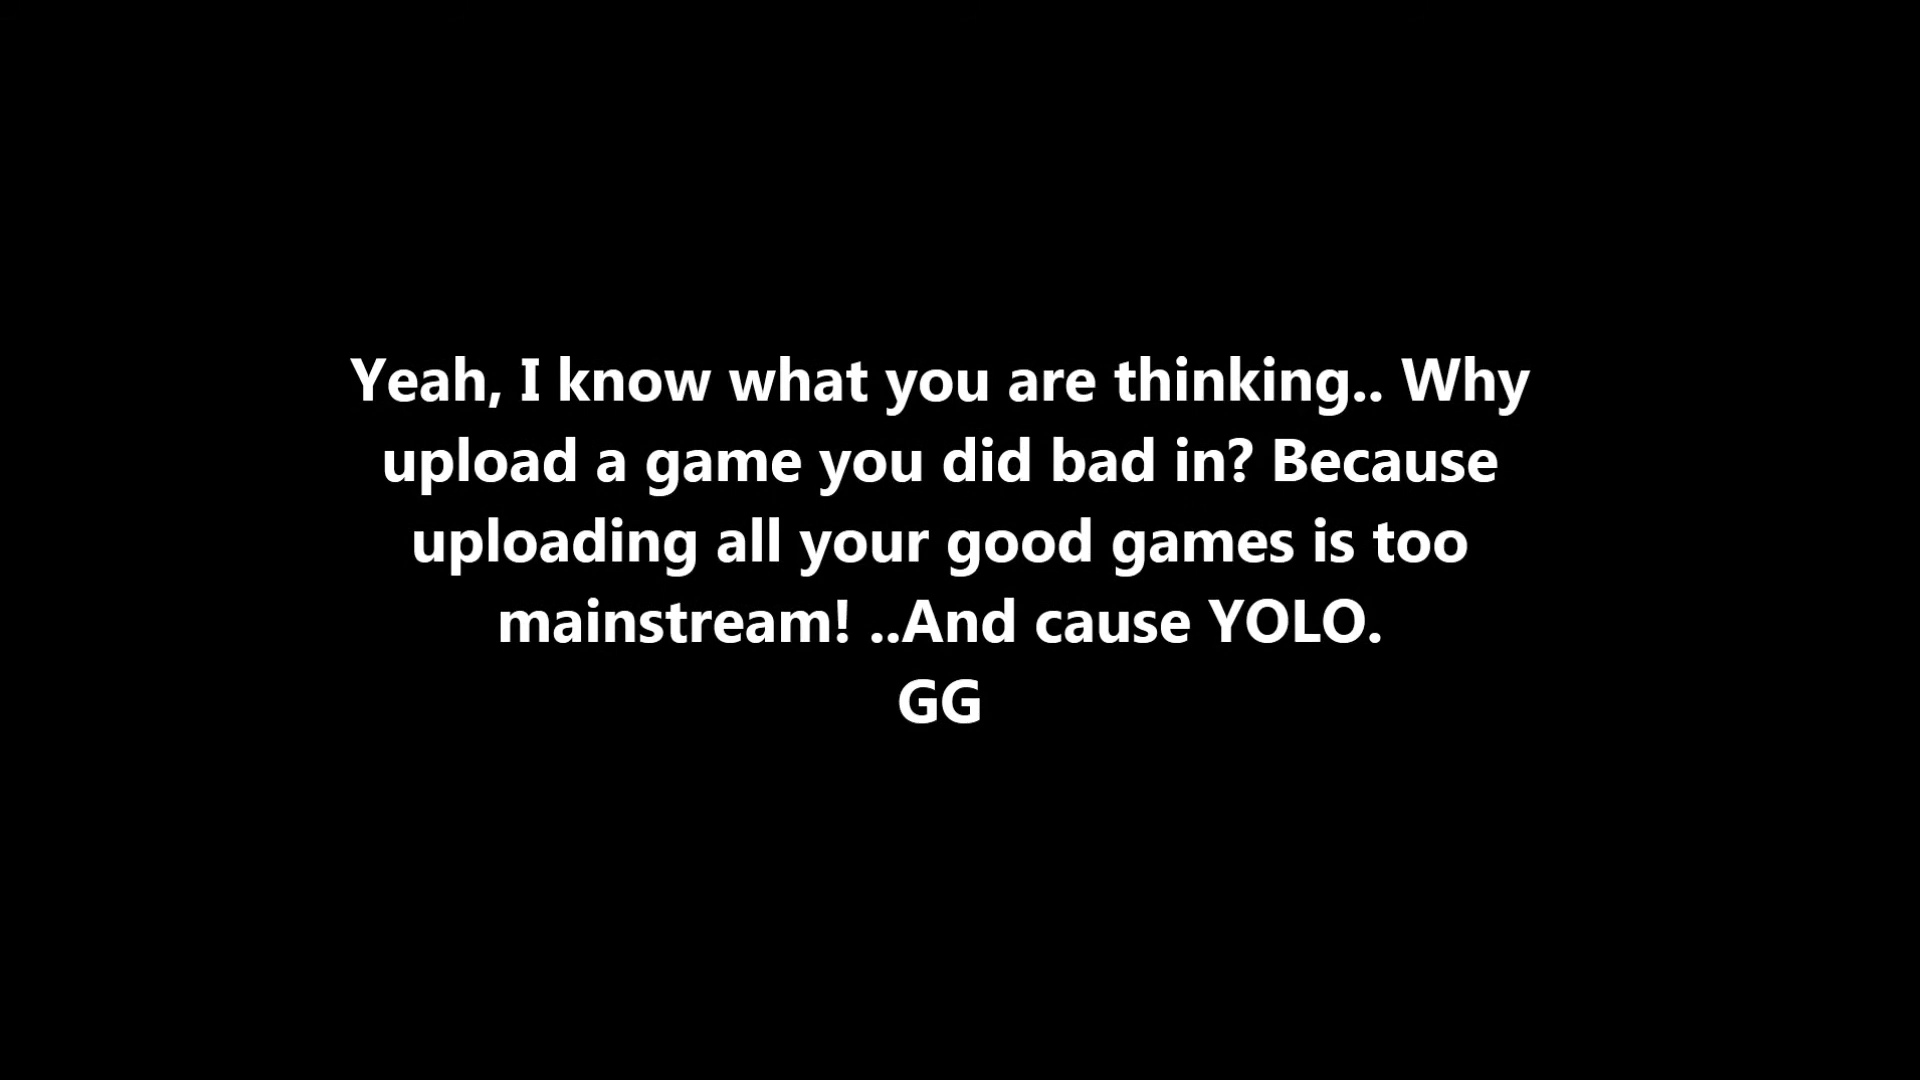 Yeah, I know what you are thinking.. Why
upload a game you did bad in? Because
uploading all your good games is too
mainstream! ..And cause YOLO.
GG